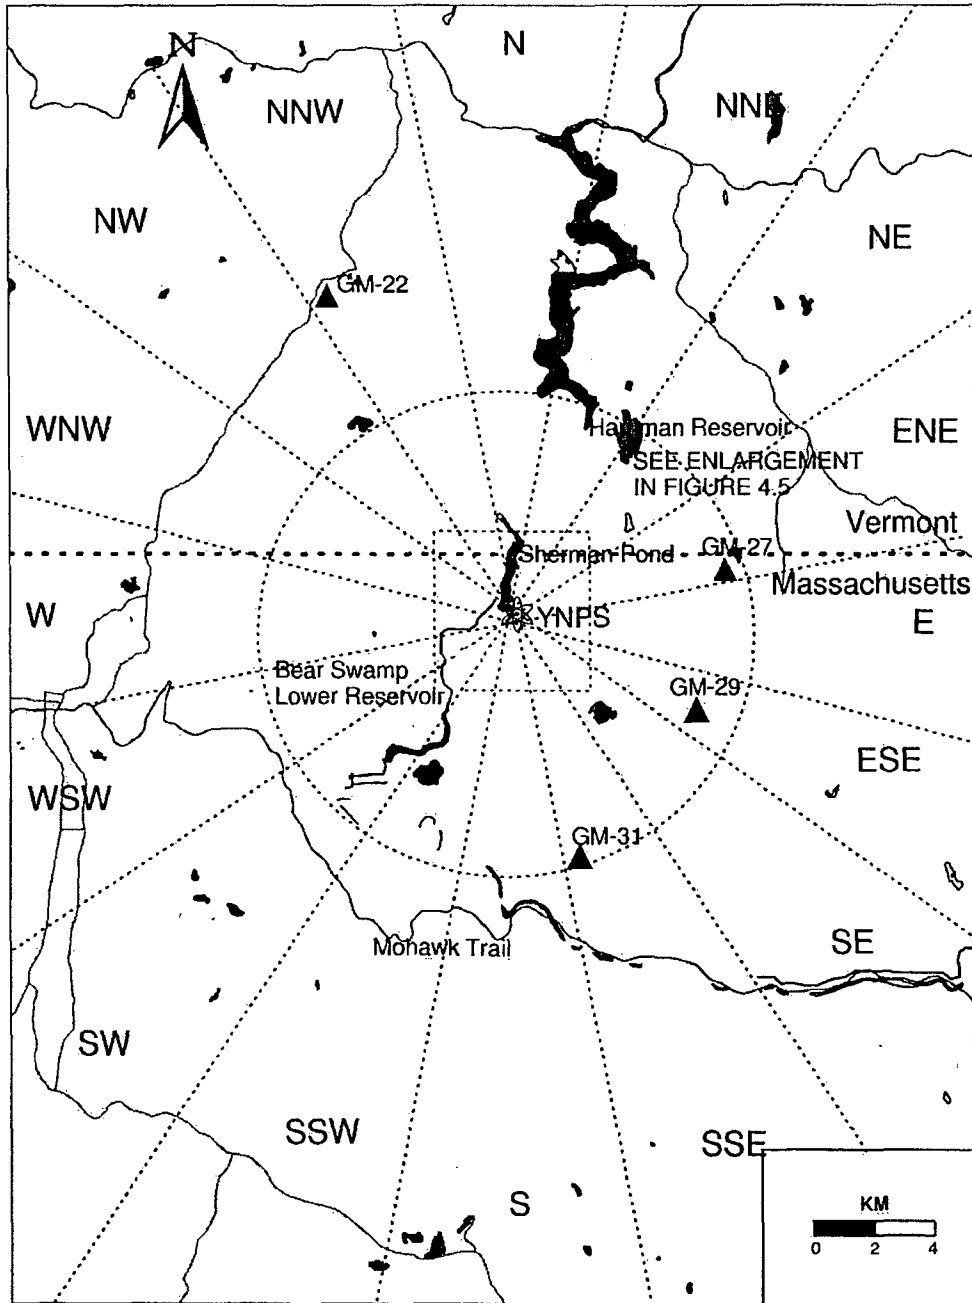 N
N
NNW
NNE
NW
NE
GM-22
WNW
Harriman Reservoir
ENE
SEE ENLARGEMENT
IN FIGURE 4.5
Vermont
Sherman Pond
GM-27
Massachusetts
W
YNPS
E
Bear Swamp
Lower Reservoir
GM-29
ESE
WSW
GM-31
Mohawk Trail
SE
SW
SSW
SSE
S
KM
0 2 4